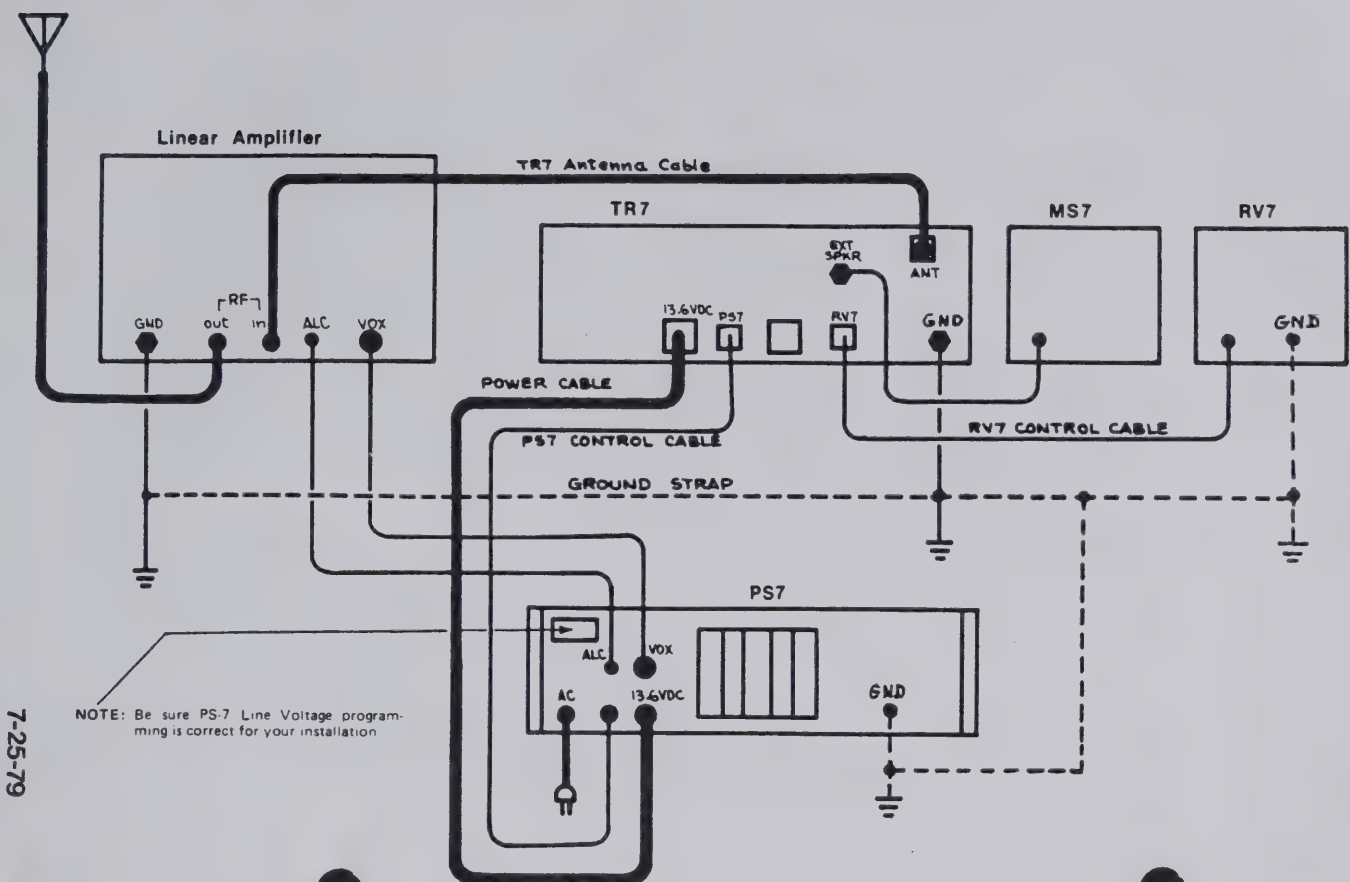 Linear Amplifier
TR7 Antenna Cable
TR7
MS7
RV7
EXT
SPKR
ANT
RF
GND
out
in
ALC
VOX
13.6VDC
PS7
RV7
GND
GND
POWER CABLE
PS7 CONTROL CABLE
RV7 CONTROL CABLE
GROUND STRAP
PS7
ALC
VOX
AC
13.6VDC
GND
NOTE: Be sure PS-7 Line Voltage program-
ming is correct for your installation
7-25-79